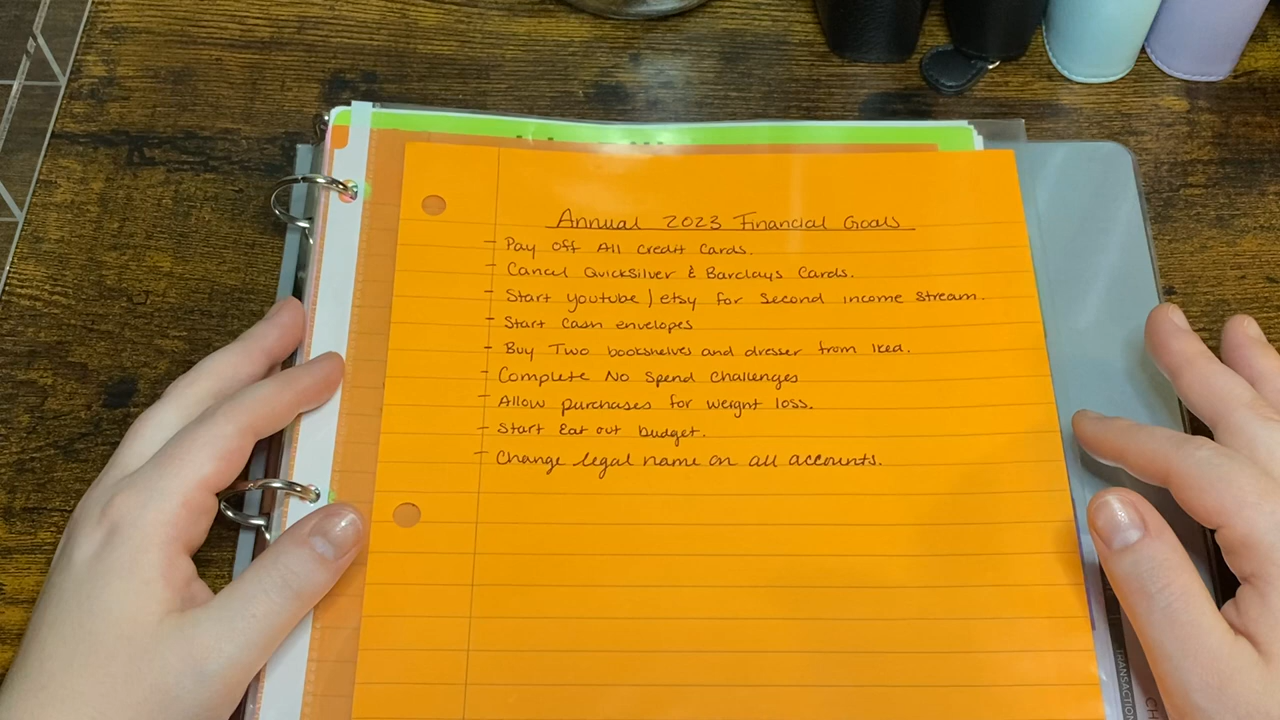 Annual 2023 Financial Goals
- Pay off All credit cards.
- Cancel Quicksilver & Barclays Cards.
- Start youtube / etsy for second income stream.
- Start cash envelopes
- Buy Two bookshelves and dresser from Ikea.
- Complete No Spend Challenges
- Allow purchases for weight loss.
- Start Eat out budget.
- Change legal name on all accounts.
TRANSACTION